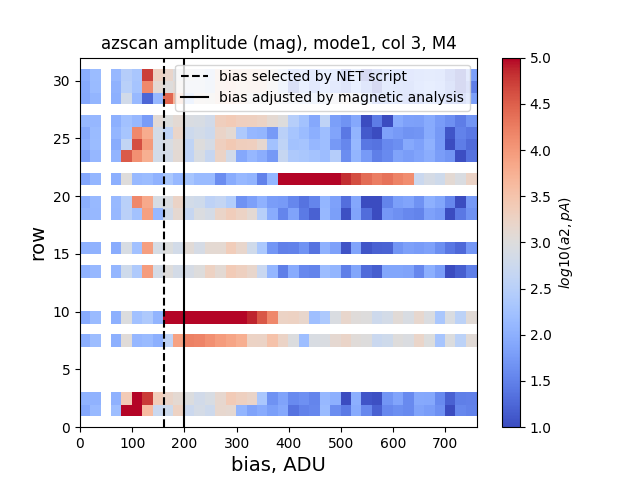 azscan amplitude (mag), mode1, col 3, M4
bias selected by NET script
bias adjusted by magnetic analysis
row
30
25
20
15
10
5
0
0 100 200 300 400 500 600 700
bias, ADU
5.0
4.5
4.0
3.5
3.0
2.5
2.0
1.5
1.0
log10(a2, pA)